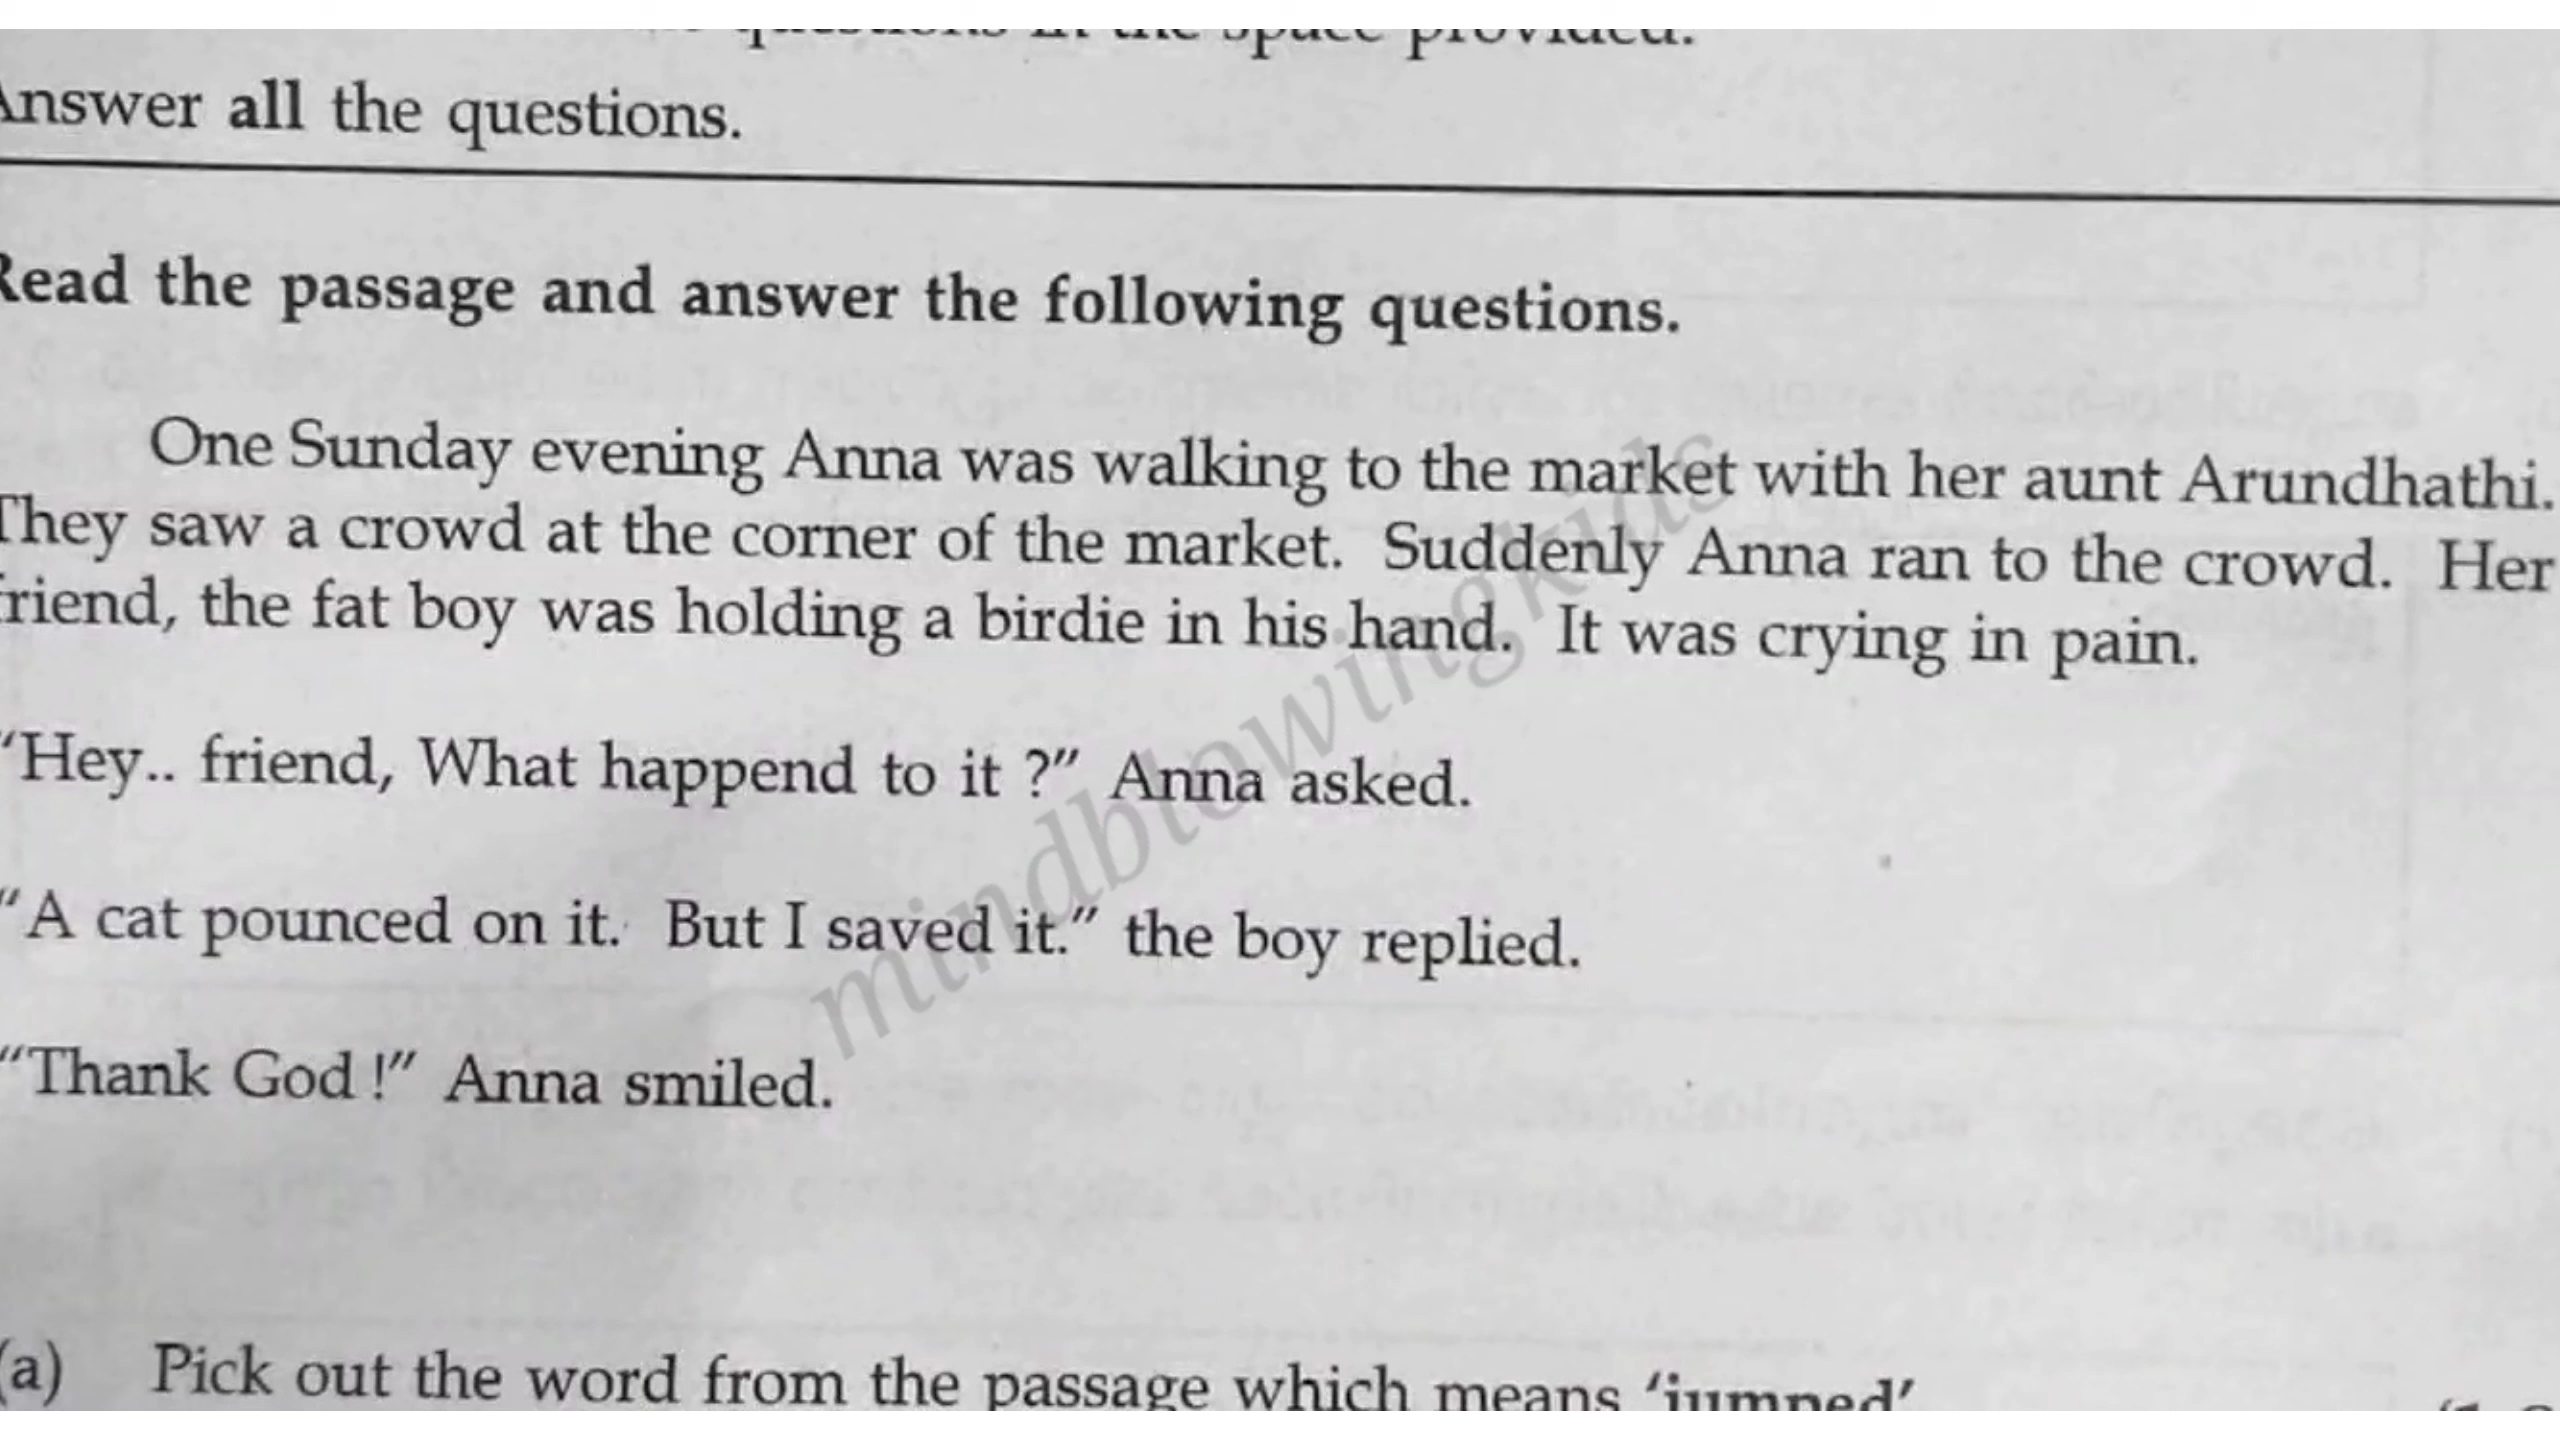 questions in the space provided.
Answer all the questions.
Read the passage and answer the following questions.
One Sunday evening Anna was walking to the market with her aunt Arundhathi.
They saw a crowd at the corner of the market. Suddenly Anna ran to the crowd. Her
friend, the fat boy was holding a birdie in his hand. It was crying in pain.
"Hey.. friend, What happend to it ?" Anna asked.
"A cat pounced on it. But I saved it." the boy replied.
"Thank God !" Anna smiled.
mindblowingkids
(a) Pick out the word from the passage which means 'jumped'